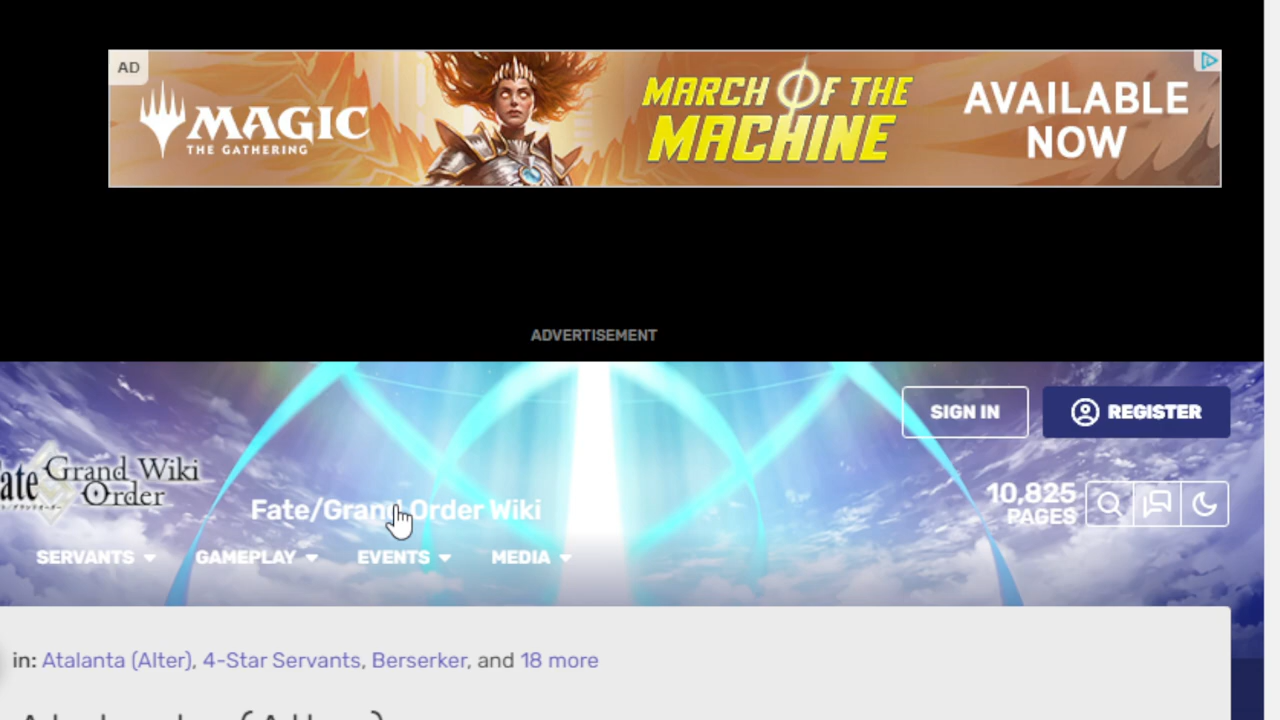 AD
MAGIC
THE GATHERING
MARCH OF THE
MACHINE
AVAILABLE
NOW
ADVERTISEMENT
SIGN IN
REGISTER
Grand Wiki
Order
Fate/Grand Order Wiki
10,825
PAGES
SERVANTS
GAMEPLAY
EVENTS
MEDIA
in: Atalanta (Alter), 4-Star Servants, Berserker, and 18 more